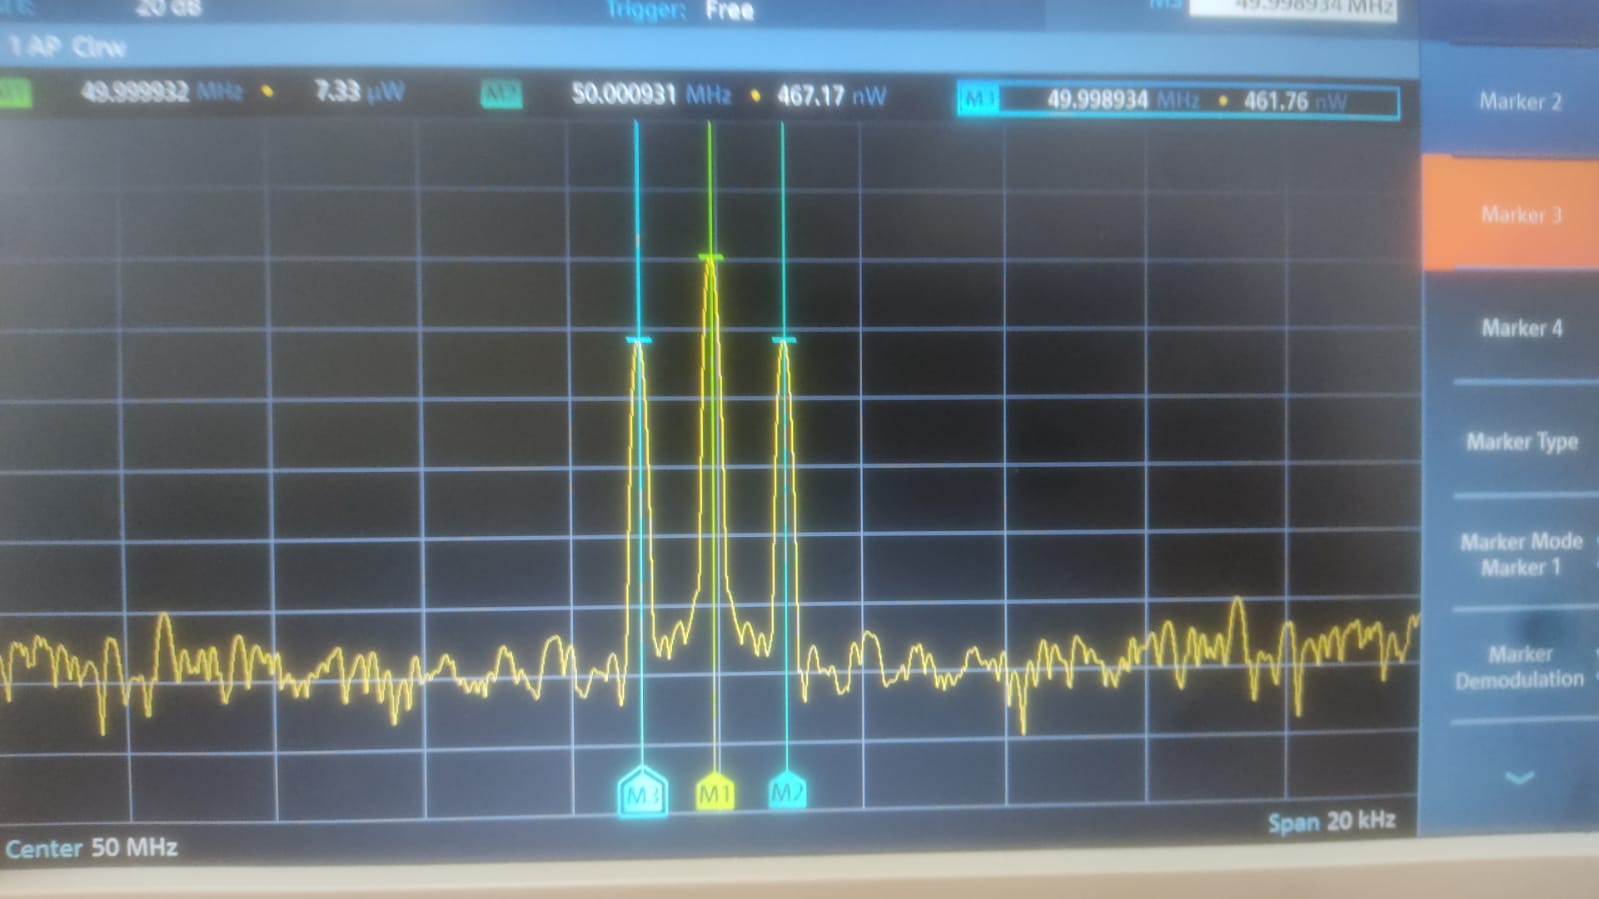 20 dB
Trigger: Free
M3
49.998934 MHz
1 AP Clrw
49.999932 MHz • 7.33 µW
M2 50.000931 MHz • 467.17 nW
M3 49.998934 MHz • 461.76 nW
Marker 2
Marker 3
Marker 4
Marker Type
Marker Mode
Marker 1
Marker
Demodulation
M3 M1 M2
Center 50 MHz
Span 20 kHz